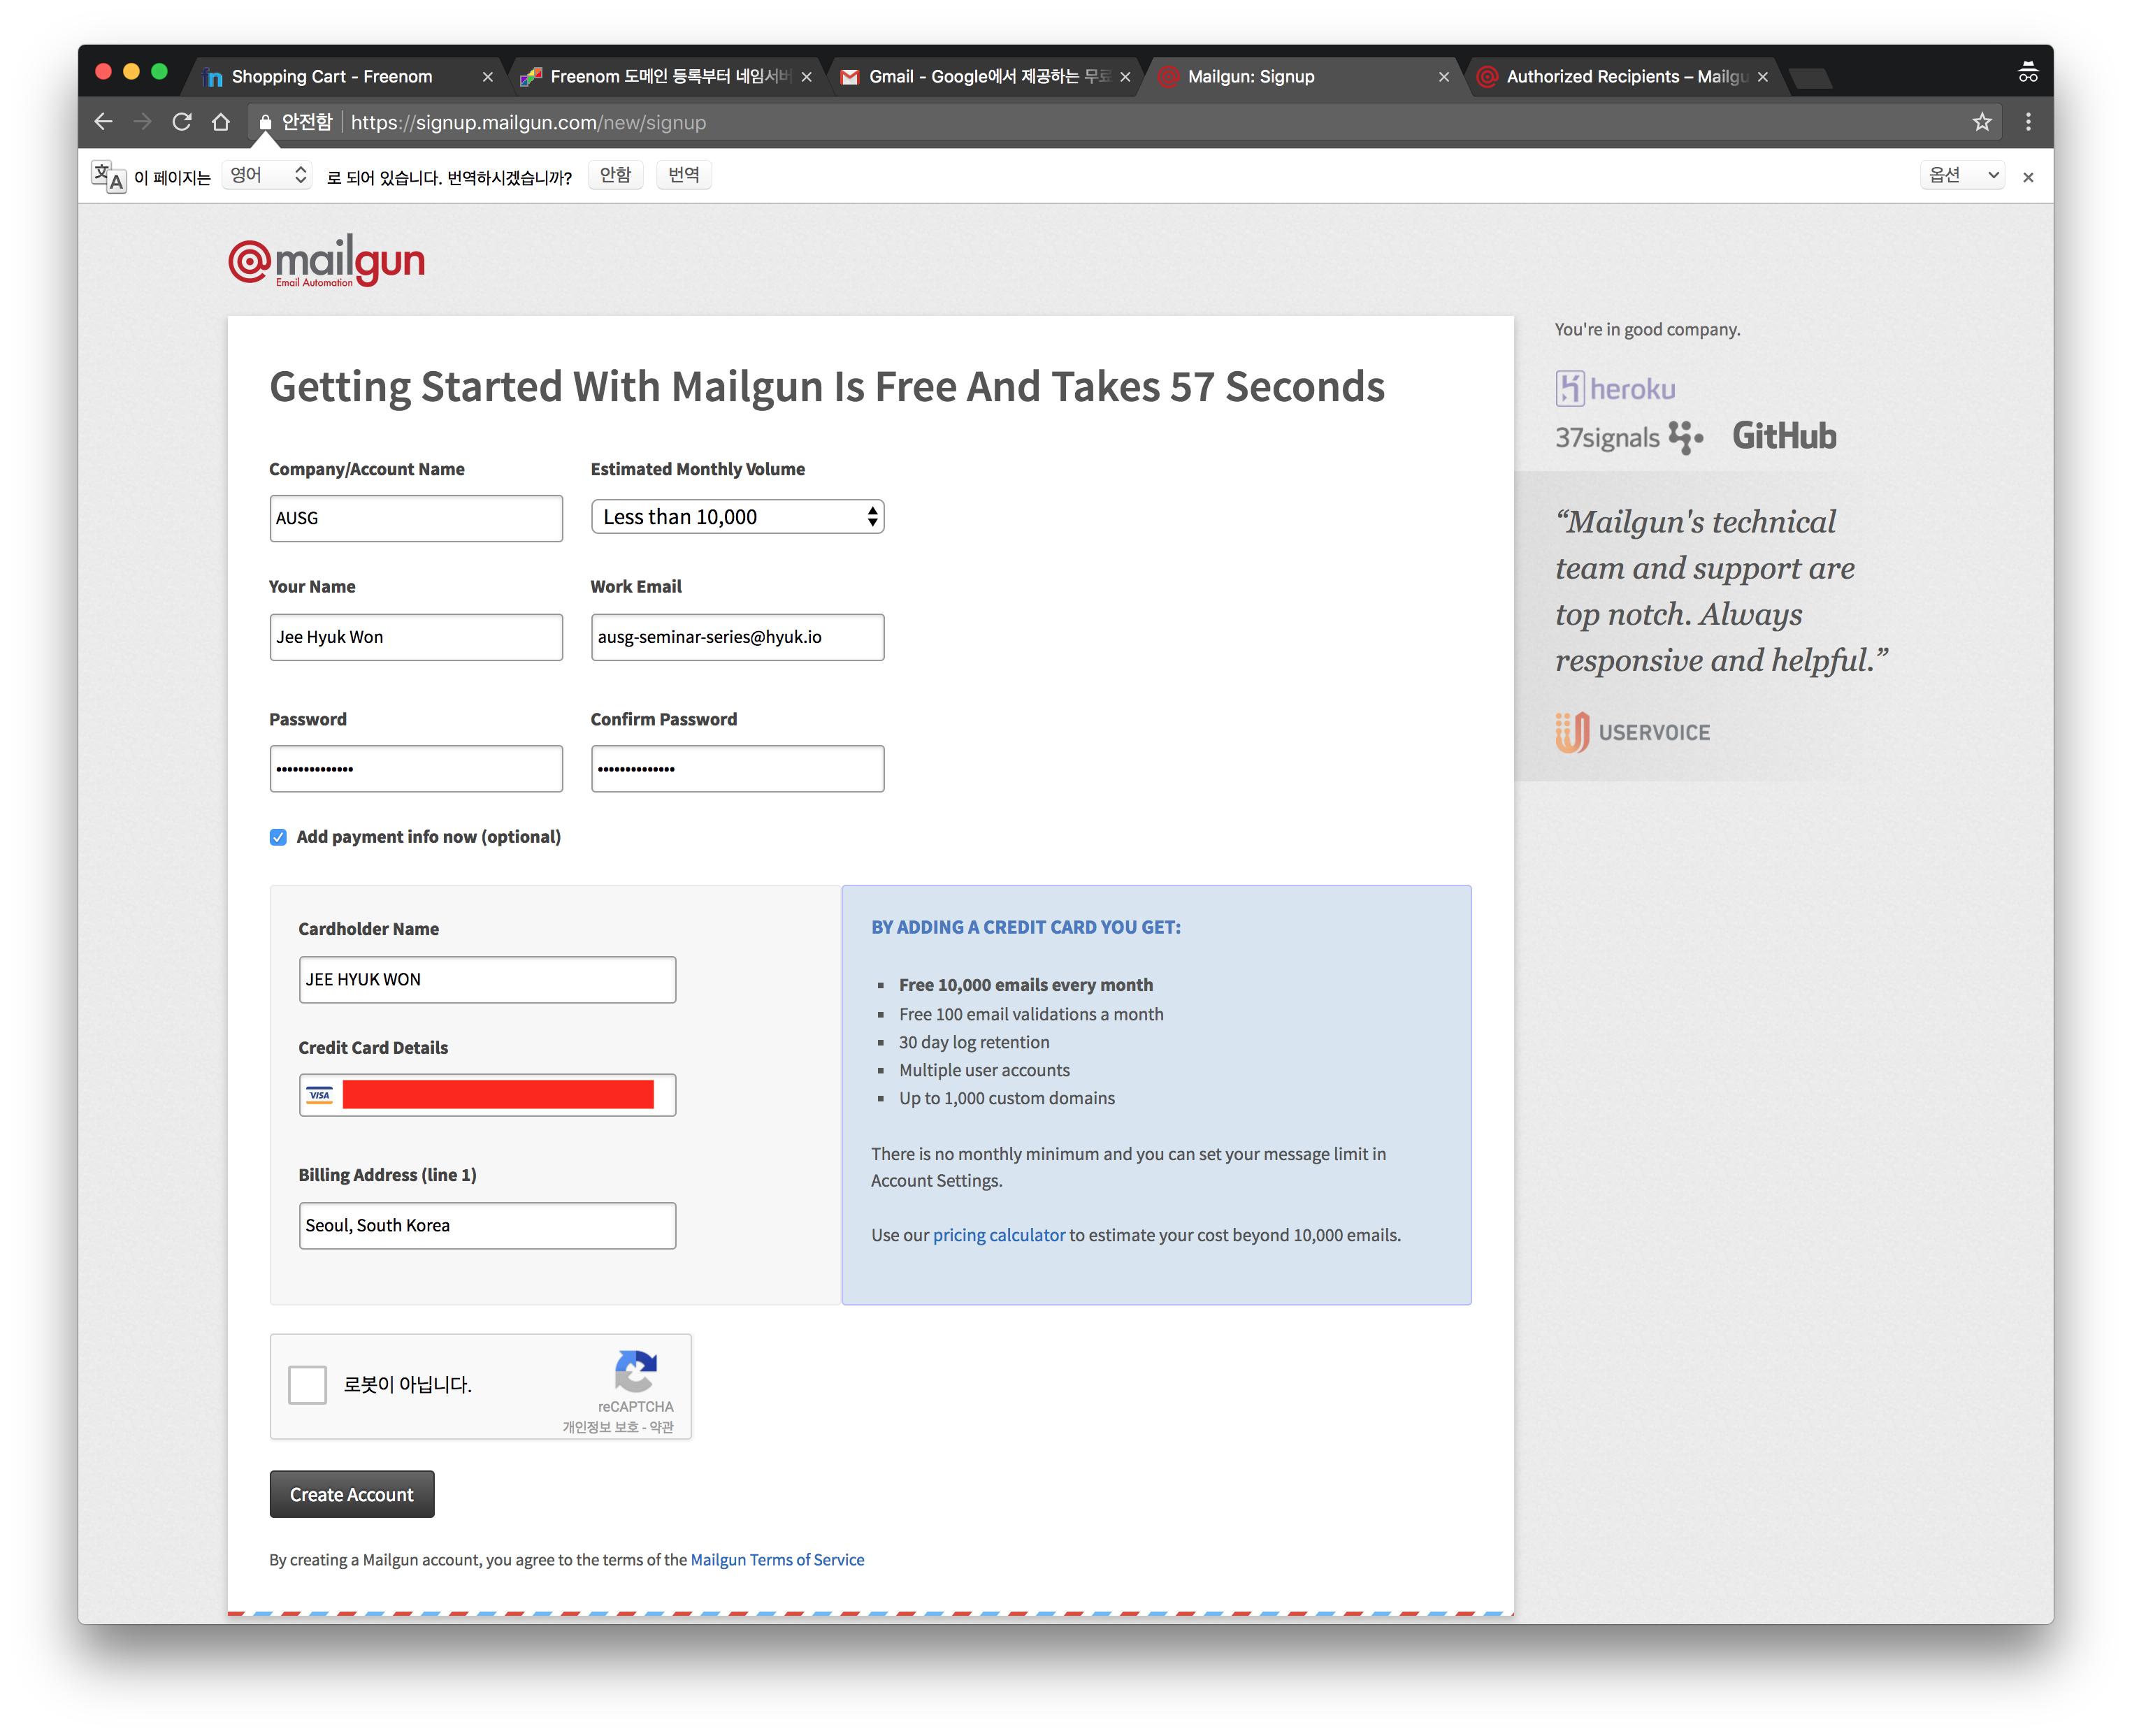 Shopping Cart - Freenom
Freenom 도메인 등록부터 네임서버
Gmail - Google에서 제공하는 무료
Mailgun: Signup
Authorized Recipients – Mailgu
안전함 https://signup.mailgun.com/new/signup
이 페이지는 영어 로 되어 있습니다. 번역하시겠습니까? 안함 번역 옵션
@mailgun
Email Automation
Getting Started With Mailgun Is Free And Takes 57 Seconds
Company/Account Name
Estimated Monthly Volume
AUSG
Less than 10,000
Your Name
Work Email
Jee Hyuk Won
ausg-seminar-series@hyuk.io
Password
Confirm Password
••••••••••••••
••••••••••••••
Add payment info now (optional)
Cardholder Name
JEE HYUK WON
Credit Card Details
VISA
Billing Address (line 1)
Seoul, South Korea
BY ADDING A CREDIT CARD YOU GET:
Free 10,000 emails every month
Free 100 email validations a month
30 day log retention
Multiple user accounts
Up to 1,000 custom domains
There is no monthly minimum and you can set your message limit in
Account Settings.
Use our pricing calculator to estimate your cost beyond 10,000 emails.
로봇이 아닙니다.
reCAPTCHA
개인정보 보호 - 약관
Create Account
By creating a Mailgun account, you agree to the terms of the Mailgun Terms of Service
You're in good company.
heroku
37signals GitHub
“Mailgun's technical
team and support are
top notch. Always
responsive and helpful.”
USERVOICE